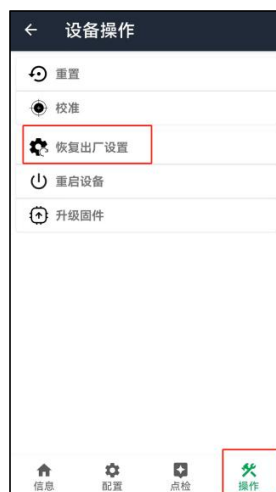 设备操作
重置
校准
恢复出厂设置
重启设备
升级固件
信息 配置 点检 操作